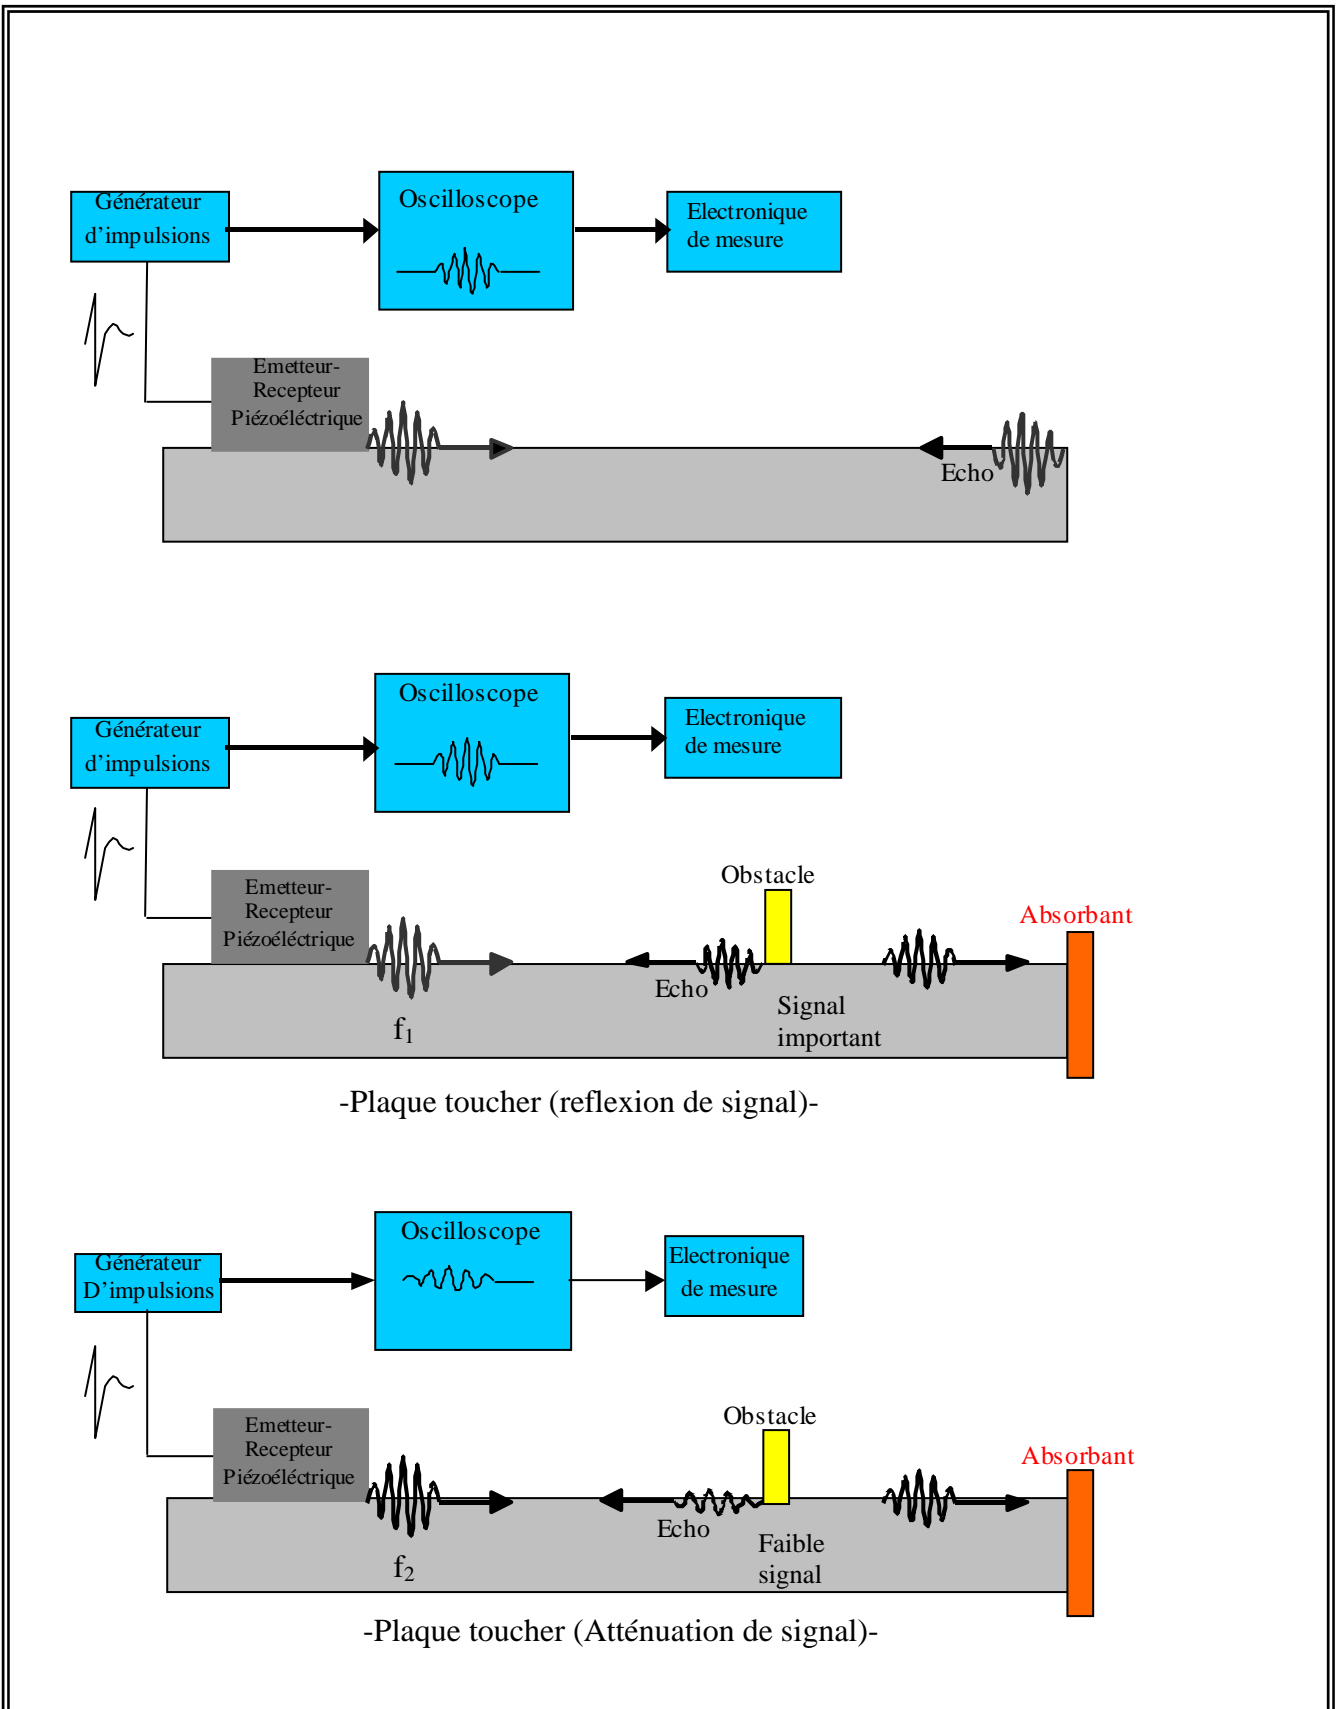 Générateur
d'impulsions
Oscilloscope
Electronique
de mesure
Emetteur-
Recepteur
Piézoéléctrique
Echo
Générateur
d'impulsions
Oscilloscope
Electronique
de mesure
Emetteur-
Recepteur
Piézoéléctrique
Obstacle
Absorbant
Echo
Signal
important
f₁
-Plaque toucher (reflexion de signal)-
Générateur
D'impulsions
Oscilloscope
Electronique
de mesure
Emetteur-
Recepteur
Piézoéléctrique
Obstacle
Absorbant
Echo
Faible
signal
f₂
-Plaque toucher (Atténuation de signal)-